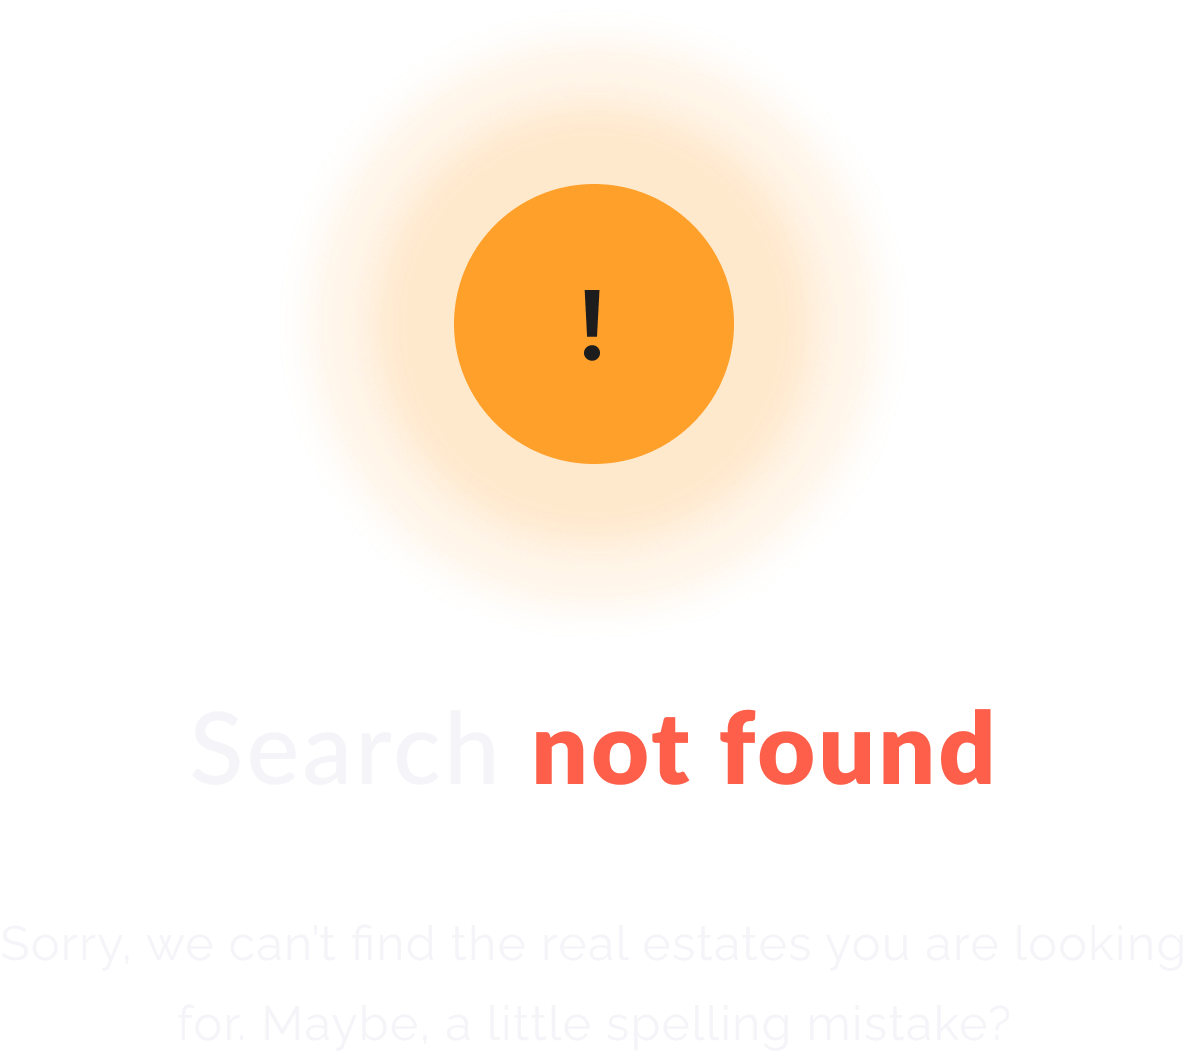 !
Search not found
Sorry, we can't find the real estates you are looking
for. Maybe, a little spelling mistake?